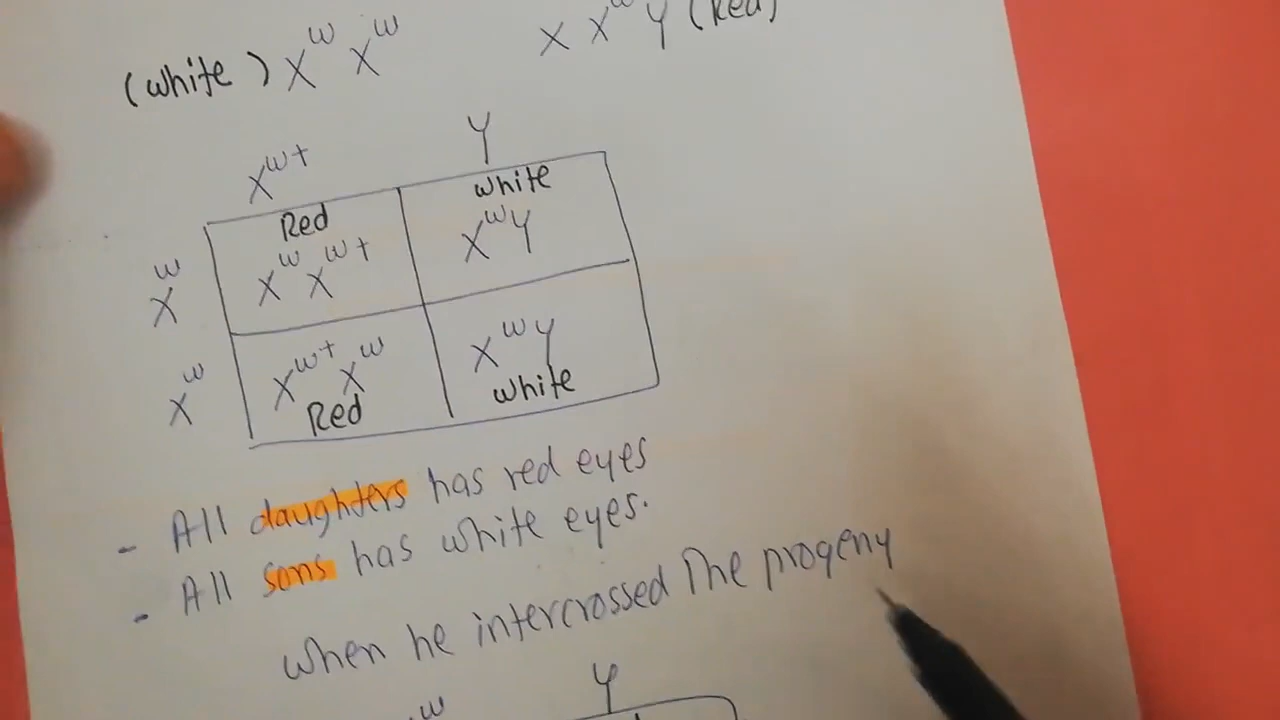 (white) X^w X^w X X^w Y (Red)
X^w+ Y
Red white
X^w X^w X^w+ X^w Y
X^w X^w+ X^w X^w Y
Red white
- All daughters has red eyes
- All sons has white eyes.
when he intercrossed The progeny
w Y